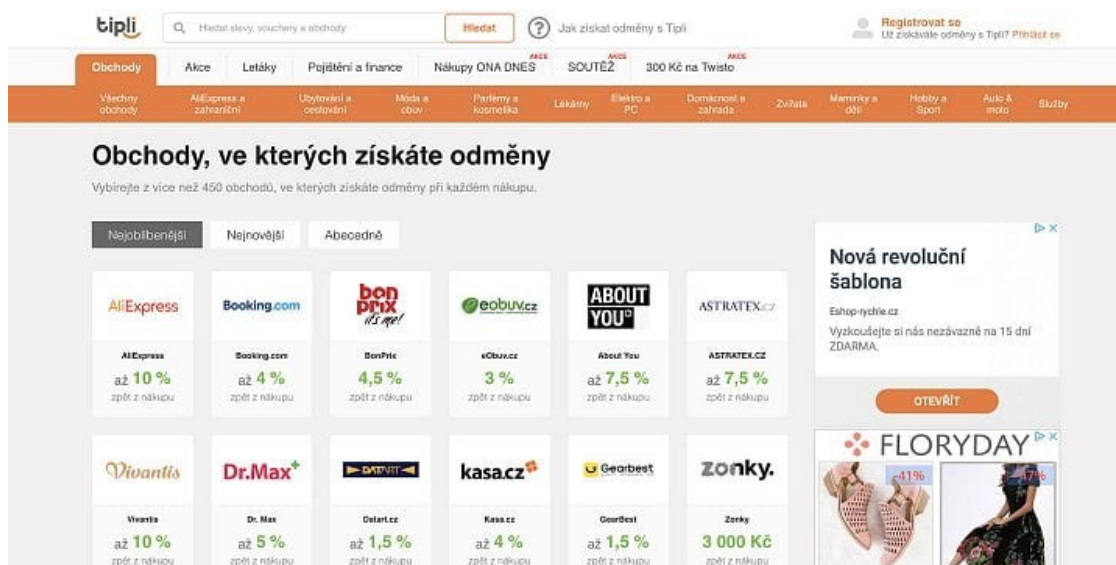 tipli
Hledat slevy, vouchery a obchody
Hledat
? Jak získat odměny s Tipli
Registrovat se
Už získáváte odměny s Tipli? Přihlásit se
Obchody Akce Letáky Pojištění a finance Nákupy ONA DNES AKCE SOUTĚŽ AKCE 300 Kč na Twisto AKCE
Všechny obchody AliExpress a zahraniční Ubytování a cestování Móda a obuv Parfémy a kosmetika Lékárny Elektro a PC Domácnost a zahrada Zvířata Maminky a děti Hobby a Sport Auto & moto Služby
Obchody, ve kterých získáte odměny
Vybírejte z více než 450 obchodů, ve kterých získáte odměny při každém nákupu.
Nejoblíbenější Nejnovější Abecedně
AliExpress Booking.com bon prix it's me! eobuv.cz ABOUT YOU° ASTRATEX.cz
AliExpress Booking.com BonPrix eObuv.cz About You ASTRATEX.CZ
až 10 % až 4 % 4,5 % 3 % až 7,5 % až 7,5 %
zpět z nákupu zpět z nákupu zpět z nákupu zpět z nákupu zpět z nákupu zpět z nákupu
Vivantis Dr.Max+ DATART kasa.cz Gearbest zonky.
Vivantis Dr. Max Datart.cz Kasa.cz GearBest Zonky
až 10 % až 5 % až 1,5 % až 4 % až 1,5 % 3 000 Kč
zpět z nákupu zpět z nákupu zpět z nákupu zpět z nákupu zpět z nákupu zpět z nákupu
Nová revoluční
šablona
Eshop-rychle.cz
Vyzkoušejte si nás nezávazně na 15 dní
ZDARMA.
OTEVŘÍT
FLORYDAY
-41%